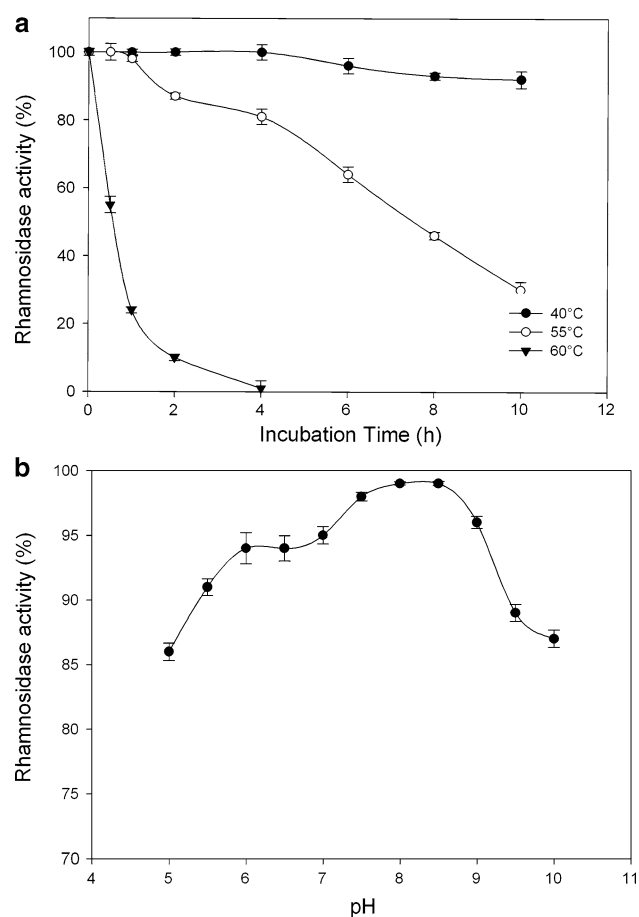 a
Rhamnosidase activity (%)
100
80
60
40
20
0
0 2 4 6 8 10 12
Incubation Time (h)
40°C
55°C
60°C
b
Rhamnosidase activity (%)
100
95
90
85
80
75
70
4 5 6 7 8 9 10 11
pH